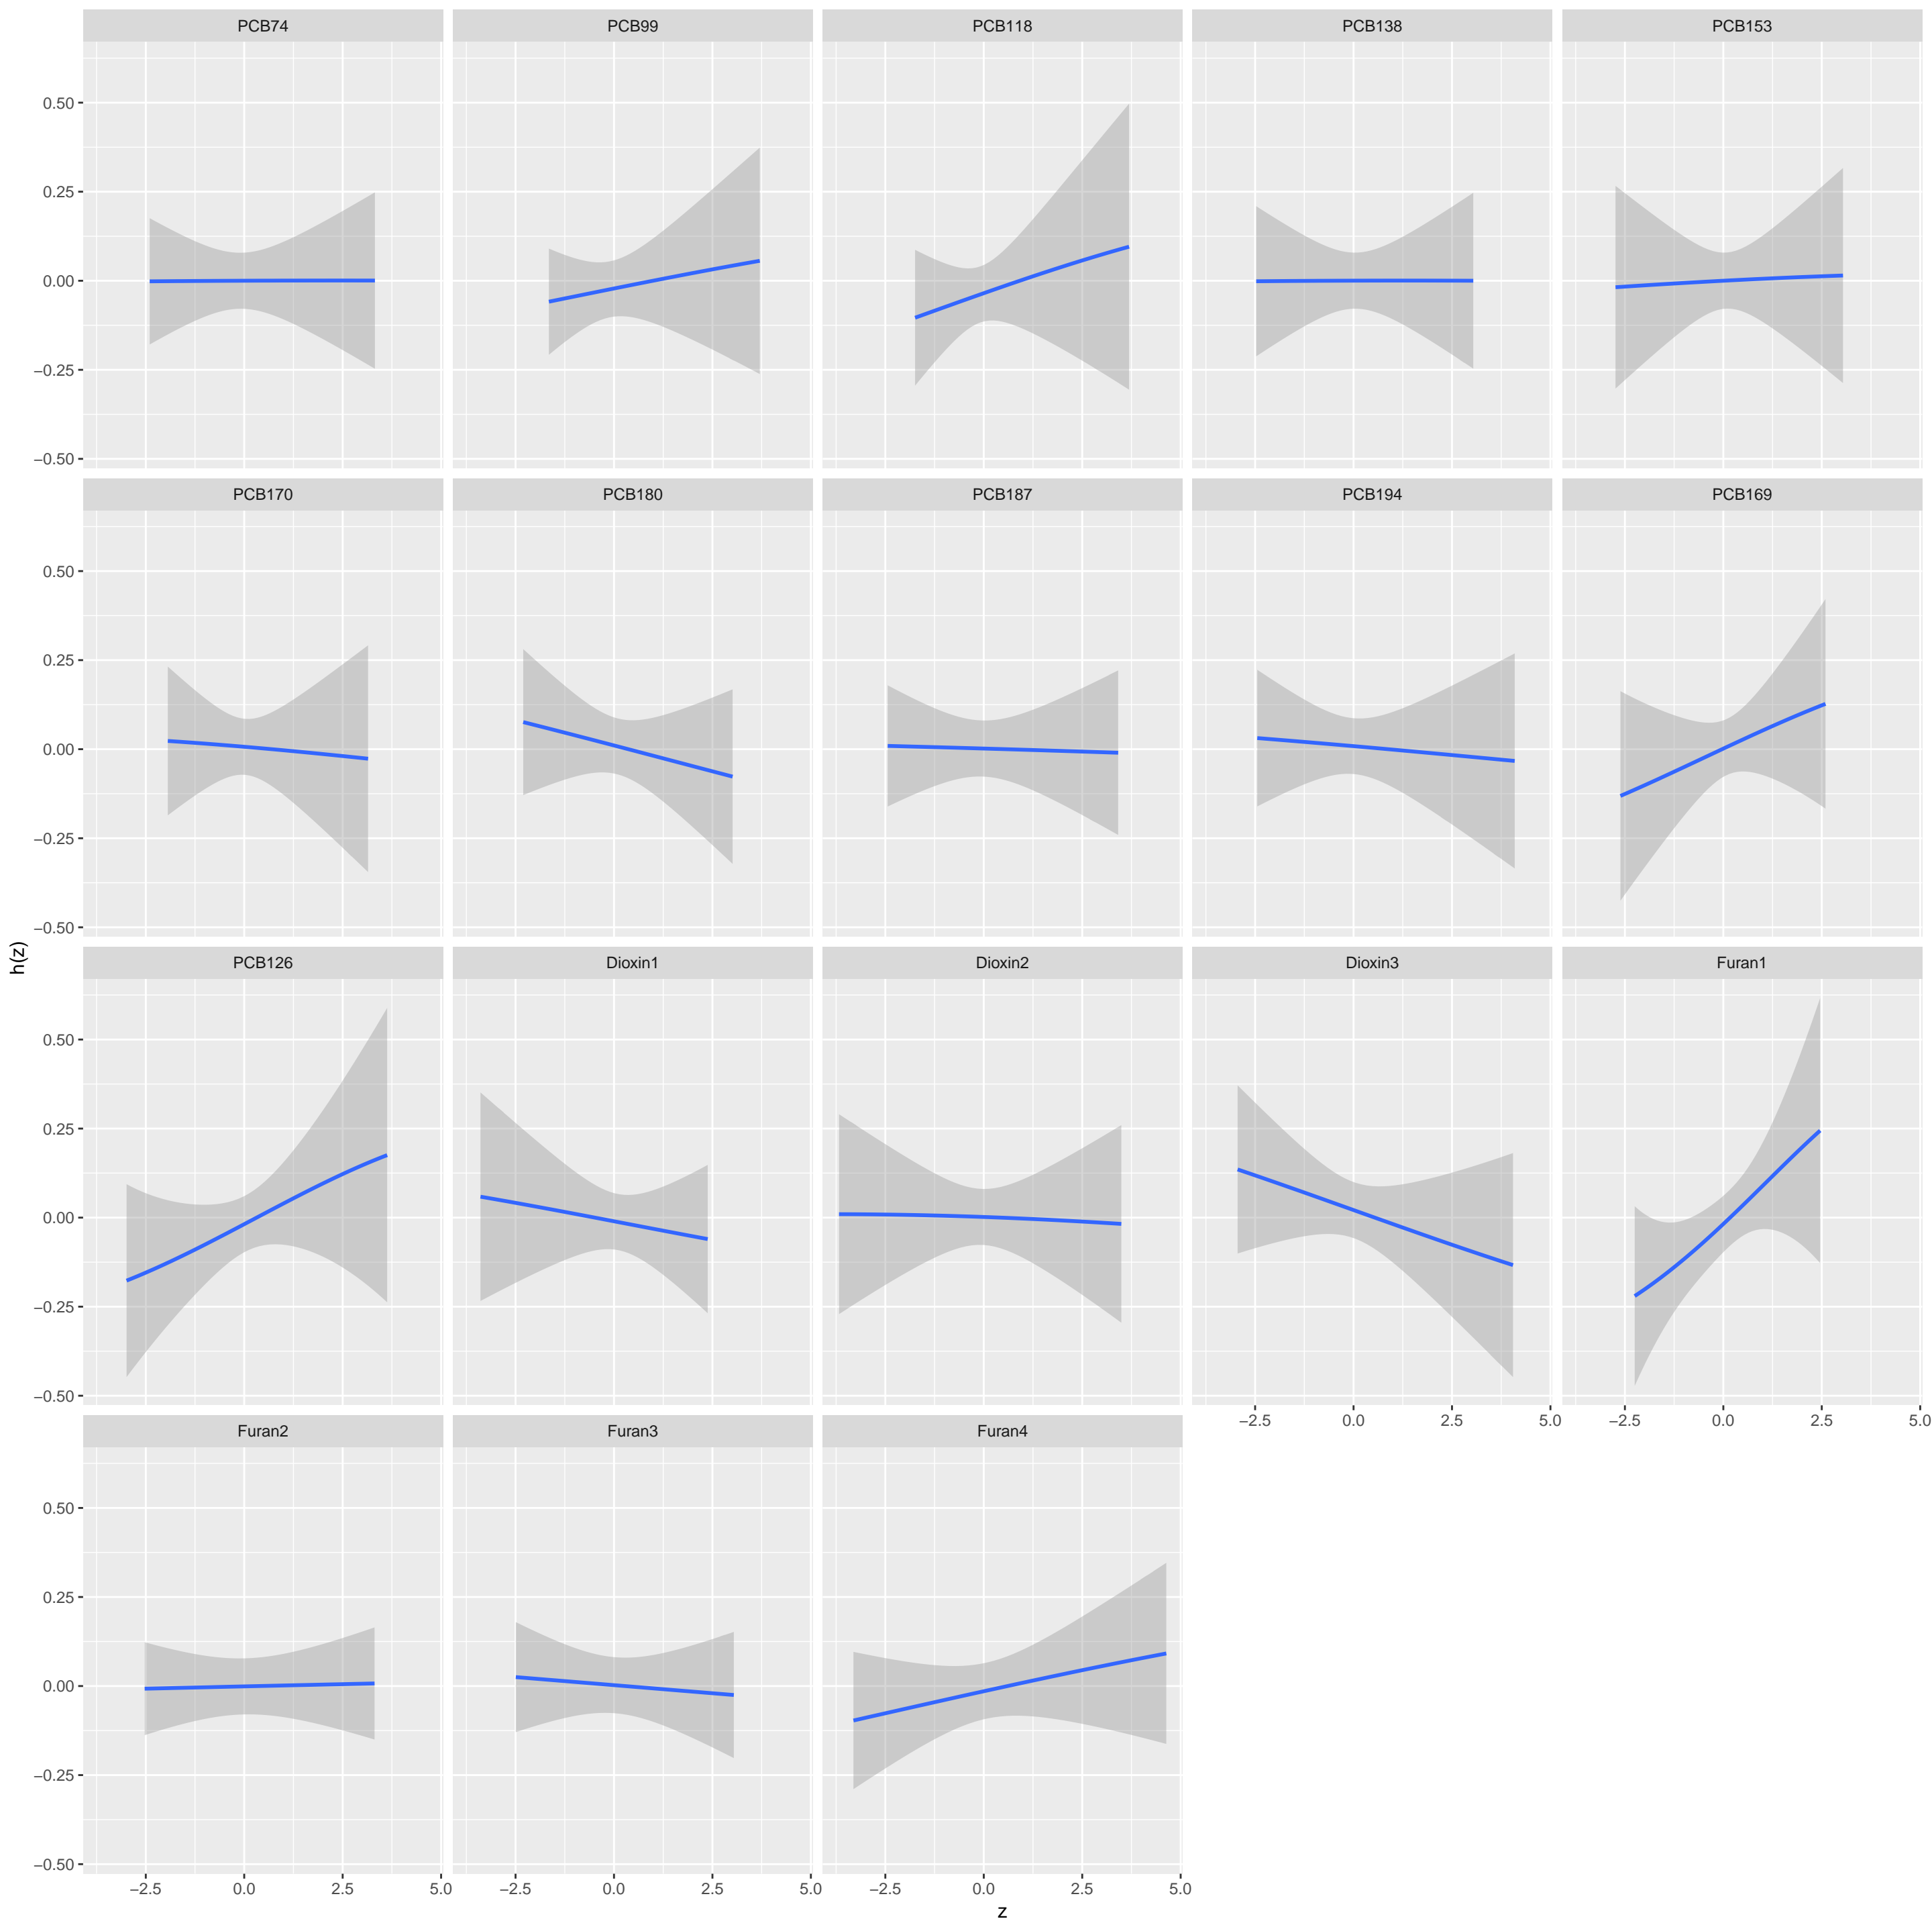 PCB74 PCB99 PCB118 PCB138 PCB153
0.50
0.25
0.00
−0.25
−0.50
PCB170 PCB180 PCB187 PCB194 PCB169
0.50
0.25
0.00
−0.25
−0.50
h(z)
PCB126 Dioxin1 Dioxin2 Dioxin3 Furan1
0.50
0.25
0.00
−0.25
−0.50
−2.5 0.0 2.5 5.0 −2.5 0.0 2.5 5.0
Furan2 Furan3 Furan4
0.50
0.25
0.00
−0.25
−0.50
−2.5 0.0 2.5 5.0 −2.5 0.0 2.5 5.0 −2.5 0.0 2.5 5.0
z